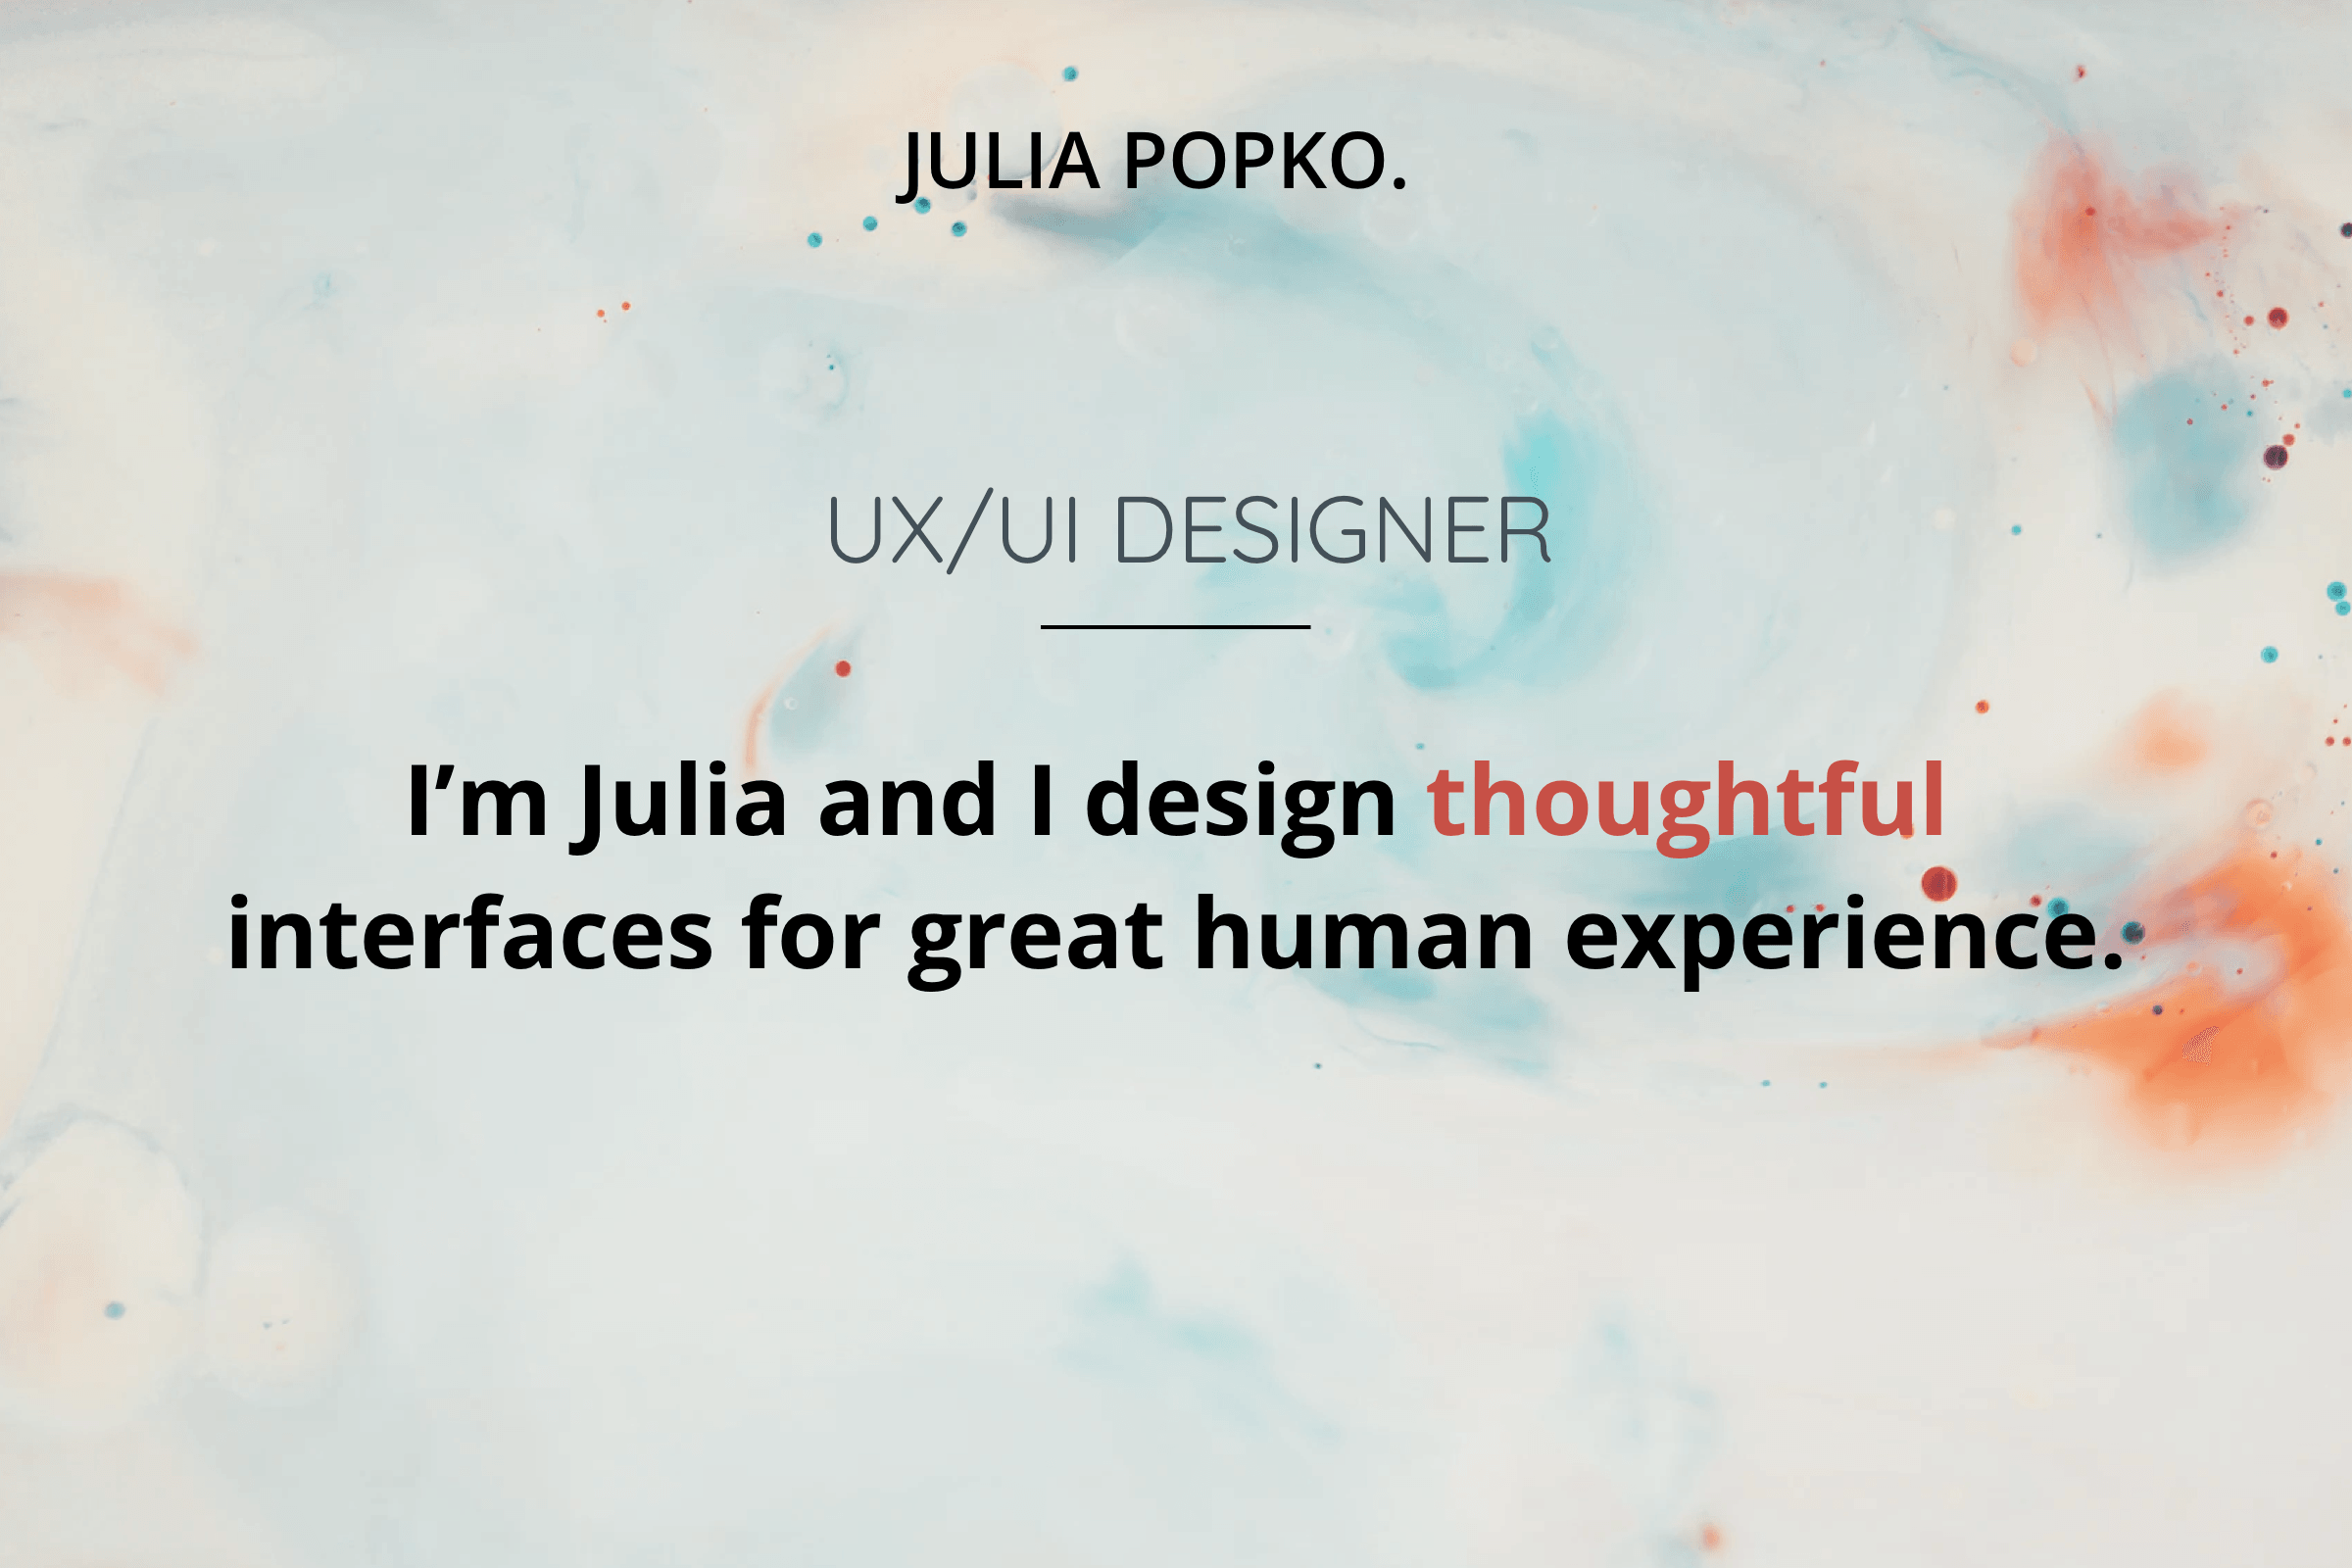 JULIA POPKO.
UX/UI DESIGNER
I’m Julia and I design thoughtful
interfaces for great human experience.